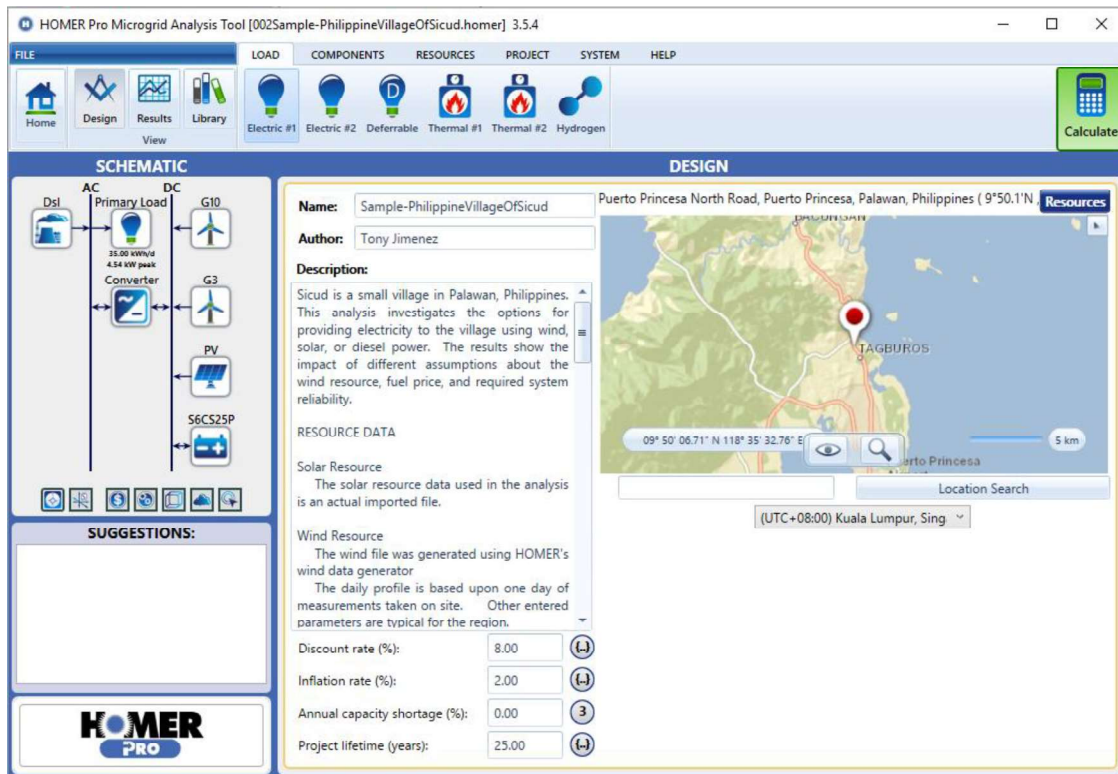 HOMER Pro Microgrid Analysis Tool [002Sample-PhilippineVillageOfSicud.homer] 3.5.4
FILE
LOAD COMPONENTS RESOURCES PROJECT SYSTEM HELP
Home
Design Results Library
View
Electric #1 Electric #2 Deferrable Thermal #1 Thermal #2 Hydrogen
D
Calculate
SCHEMATIC
AC DC
Dsl Primary Load G10
35.00 kWh/d
4.54 kW peak
Converter G3
PV
S6CS25P
SUGGESTIONS:
HOMER
PRO
DESIGN
Name: Sample-PhilippineVillageOfSicud
Author: Tony Jimenez
Description:
Sicud is a small village in Palawan, Philippines.
This analysis investigates the options for
providing electricity to the village using wind,
solar, or diesel power. The results show the
impact of different assumptions about the
wind resource, fuel price, and required system
reliability.
RESOURCE DATA
Solar Resource
The solar resource data used in the analysis
is an actual imported file.
Wind Resource
The wind file was generated using HOMER's
wind data generator
The daily profile is based upon one day of
measurements taken on site. Other entered
parameters are typical for the region.
Discount rate (%): 8.00 {..}
Inflation rate (%): 2.00 {..}
Annual capacity shortage (%): 0.00 3
Project lifetime (years): 25.00 {..}
Puerto Princesa North Road, Puerto Princesa, Palawan, Philippines ( 9°50.1'N ,
Resources
BACUNGAN
TAGBUROS
09° 50' 06.71" N 118° 35' 32.76" E
5 km
erto Princesa
Location Search
(UTC+08:00) Kuala Lumpur, Sing